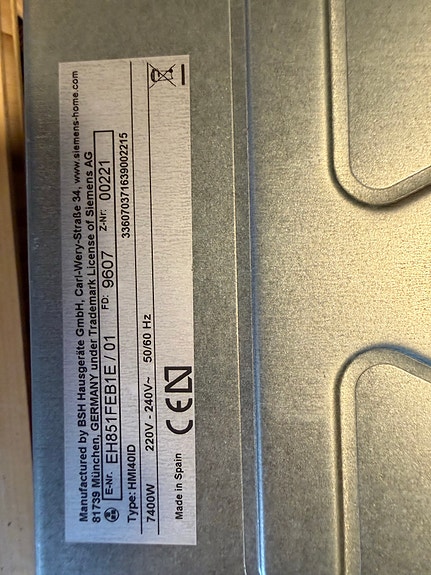 Manufactured by BSH Hausgeräte GmbH, Carl-Wery-Straße 34, www.siemens-home.com
81739 München, GERMANY under Trademark License of Siemens AG
E-Nr. EH851FEB1E / 01 FD: 9607 Z-Nr: 00221
Type: HMI40ID 336070371639002215
7400W 220V - 240V~ 50/60 Hz
Made in Spain CE